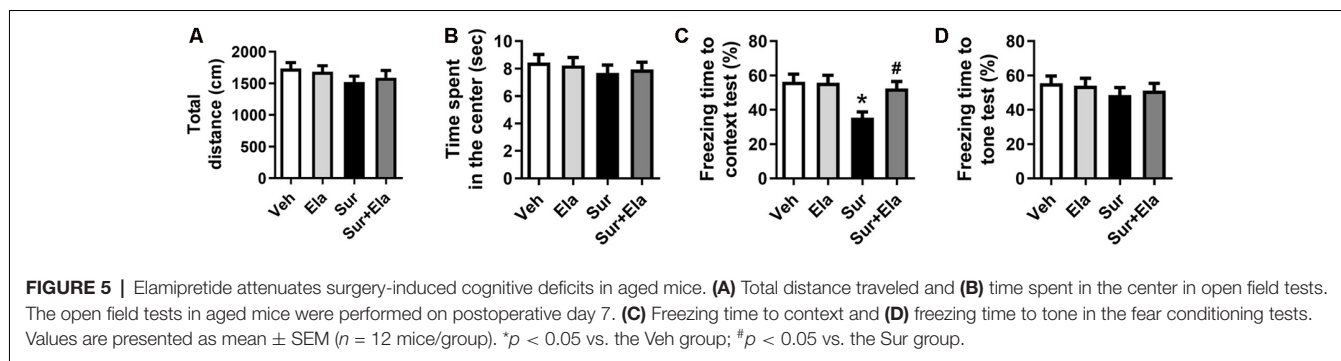 A
Total
distance (cm)
2000
1500
1000
500
0
Veh
Ela
Sur
Sur+Ela
B
Time spent
in the center (sec)
10
8
6
4
2
0
Veh
Ela
Sur
Sur+Ela
C
Freezing time to
context test (%)
80
60
40
20
0
*
#
Veh
Ela
Sur
Sur+Ela
D
Freezing time to
tone test (%)
80
60
40
20
0
Veh
Ela
Sur
Sur+Ela
FIGURE 5 | Elamipretide attenuates surgery-induced cognitive deficits in aged mice. (A) Total distance traveled and (B) time spent in the center in open field tests.
The open field tests in aged mice were performed on postoperative day 7. (C) Freezing time to context and (D) freezing time to tone in the fear conditioning tests.
Values are presented as mean ± SEM (n = 12 mice/group). *p < 0.05 vs. the Veh group; #p < 0.05 vs. the Sur group.